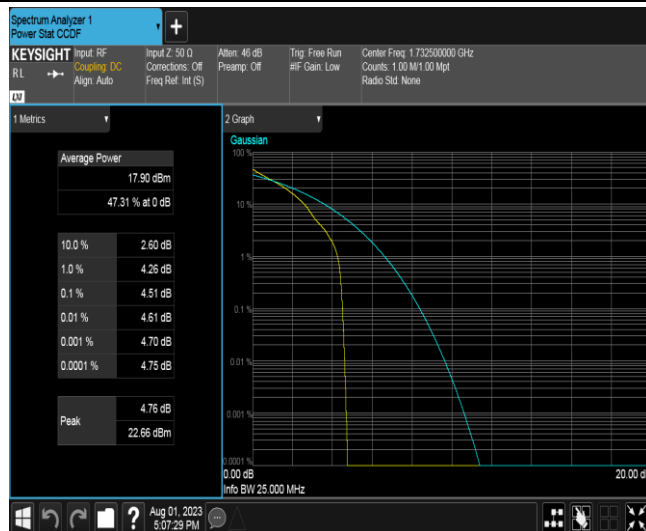 Spectrum Analyzer 1
Power Stat CCDF
KEYSIGHT
RL
Input: RF
Coupling: DC
Align: Auto
Input Z: 50 Ω
Corrections: Off
Freq Ref: Int (S)
Atten: 46 dB
Preamp: Off
Trig: Free Run
#IF Gain: Low
Center Freq: 1.732500000 GHz
Counts: 1.00 M/1.00 Mpt
Radio Std: None
1 Metrics
Average Power
17.90 dBm
47.31 % at 0 dB
10.0 % 2.60 dB
1.0 % 4.26 dB
0.1 % 4.51 dB
0.01 % 4.61 dB
0.001 % 4.70 dB
0.0001 % 4.75 dB
Peak
4.76 dB
22.66 dBm
2 Graph
Gaussian
100 %
10 %
1 %
0.1 %
0.01 %
0.001 %
0.0001 %
0.00 dB
20.00 d
Info BW 25.000 MHz
Aug 01, 2023
5:07:29 PM